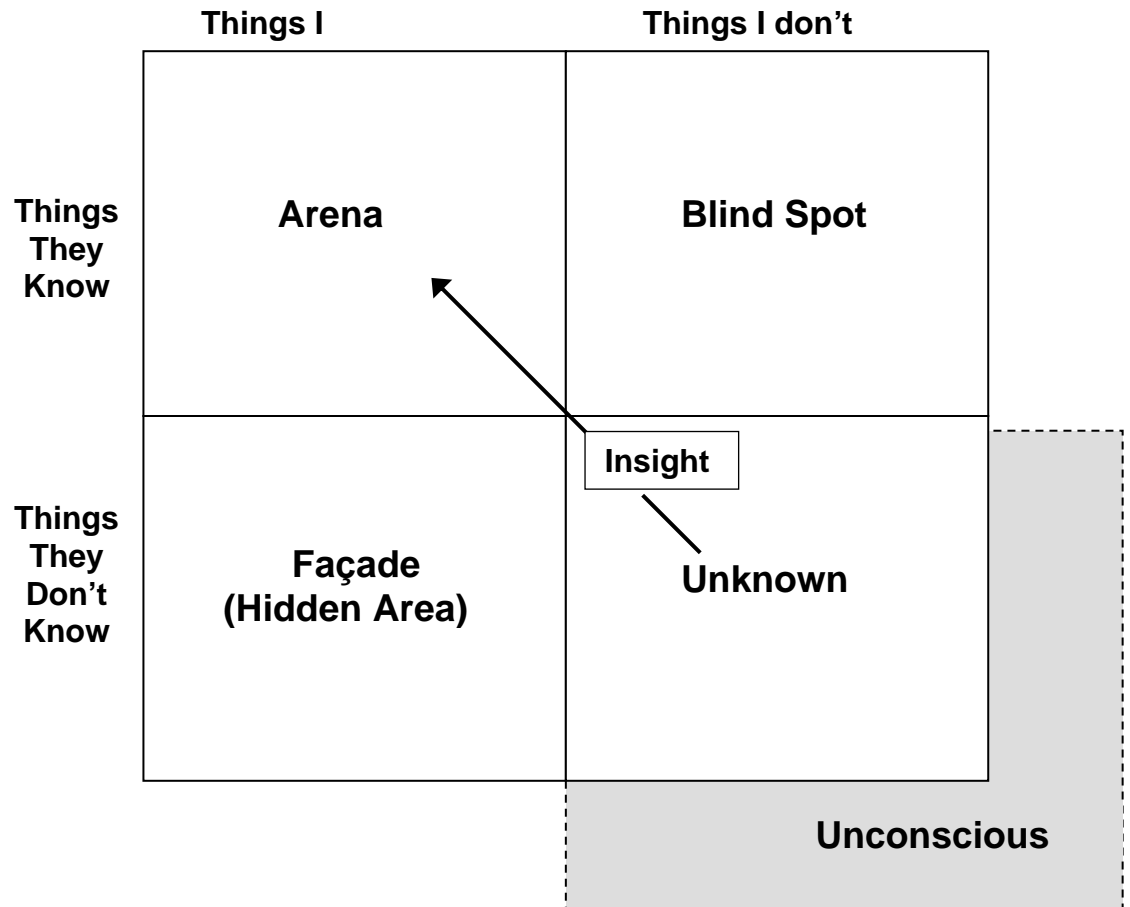 Things I
Things I don’t
Things
They
Know
Arena
Blind Spot
Insight
Things
They
Don’t
Know
Façade
(Hidden Area)
Unknown
Unconscious